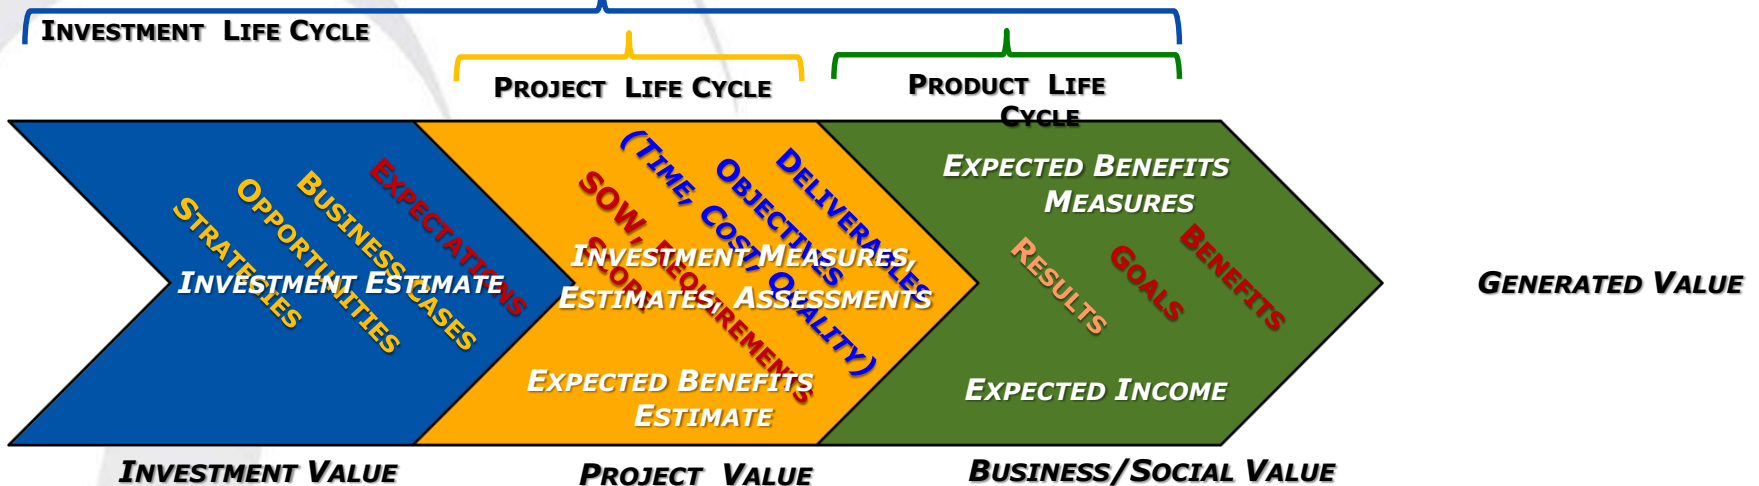 INVESTMENT LIFE CYCLE
PROJECT LIFE CYCLE
PRODUCT LIFE
CYCLE
STRATEGIES
OPPORTUNITIES
BUSINESS CASES
EXPECTATIONS
INVESTMENT ESTIMATE
SOW, REQUIREMENTS
(TIME, COST, QUALITY)
OBJECTIVES
DELIVERABLES
INVESTMENT MEASURES,
ESTIMATES, ASSESSMENTS
EXPECTED BENEFITS
ESTIMATE
EXPECTED BENEFITS
MEASURES
RESULTS
GOALS
BENEFITS
EXPECTED INCOME
GENERATED VALUE
INVESTMENT VALUE
PROJECT VALUE
BUSINESS/SOCIAL VALUE